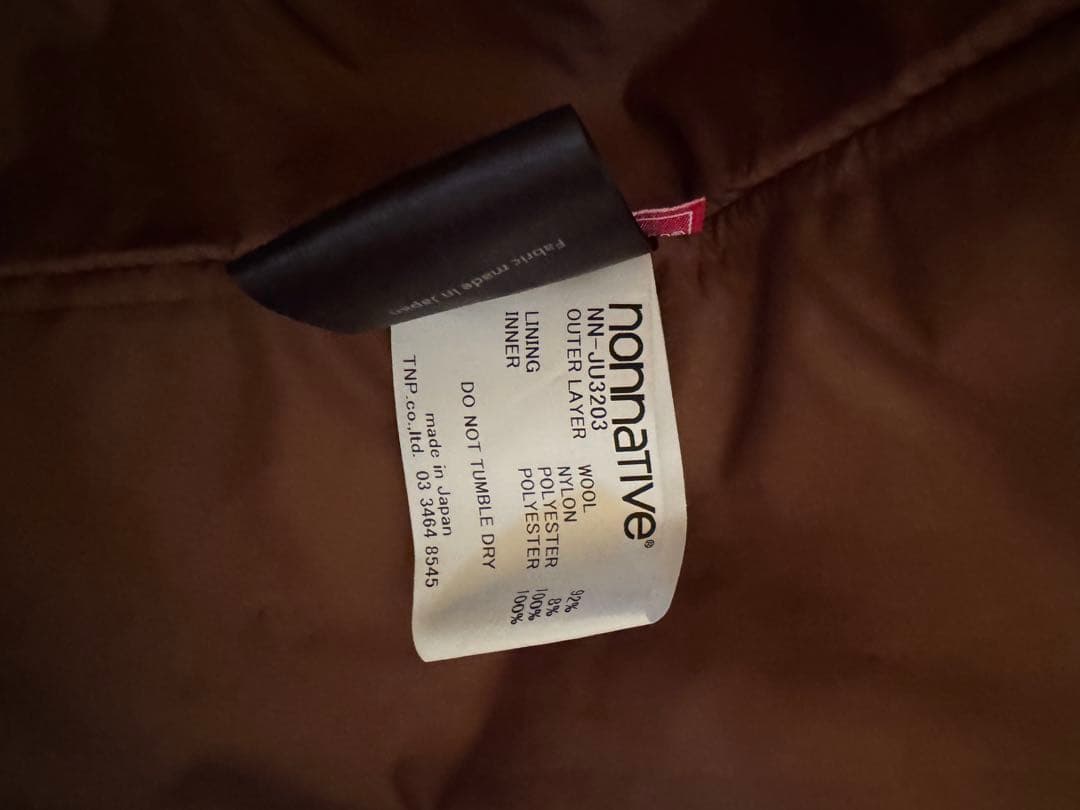 Fabric made in Japan
nonnative®
NN-JU3203
OUTER LAYER WOOL 92%
NYLON 8%
LINING POLYESTER 100%
INNER POLYESTER 100%
DO NOT TUMBLE DRY
made in Japan
TNP.co.,ltd. 03 3464 8545